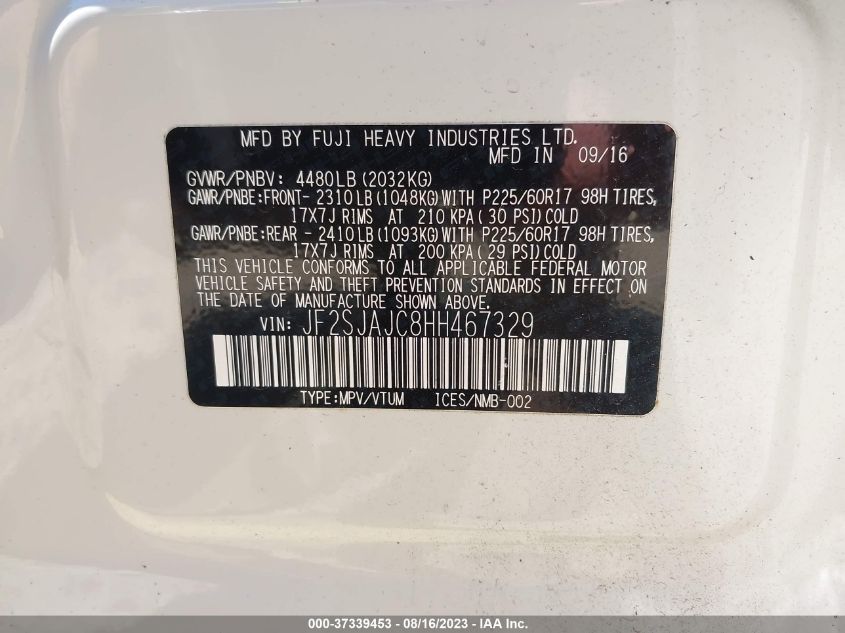 MFD BY FUJI HEAVY INDUSTRIES LTD.
MFD IN 09/16
GVWR/PNBV: 4480LB (2032KG)
GAWR/PNBE:FRONT- 2310LB (1048KG) WITH P225/60R17 98H TIRES,
17X7J RIMS AT 210 KPA ( 30 PSI) COLD
GAWR/PNBE:REAR - 2410LB (1093KG) WITH P225/60R17 98H TIRES,
17X7J RIMS AT 200 KPA ( 29 PSI) COLD
THIS VEHICLE CONFORMS TO ALL APPLICABLE FEDERAL MOTOR
VEHICLE SAFETY AND THEFT PREVENTION STANDARDS IN EFFECT ON
THE DATE OF MANUFACTURE SHOWN ABOVE.
VIN: JF2SJAJC8HH467329
TYPE:MPV/VTUM ICES/NMB-002
000-37339453 - 08/16/2023 - IAA Inc.